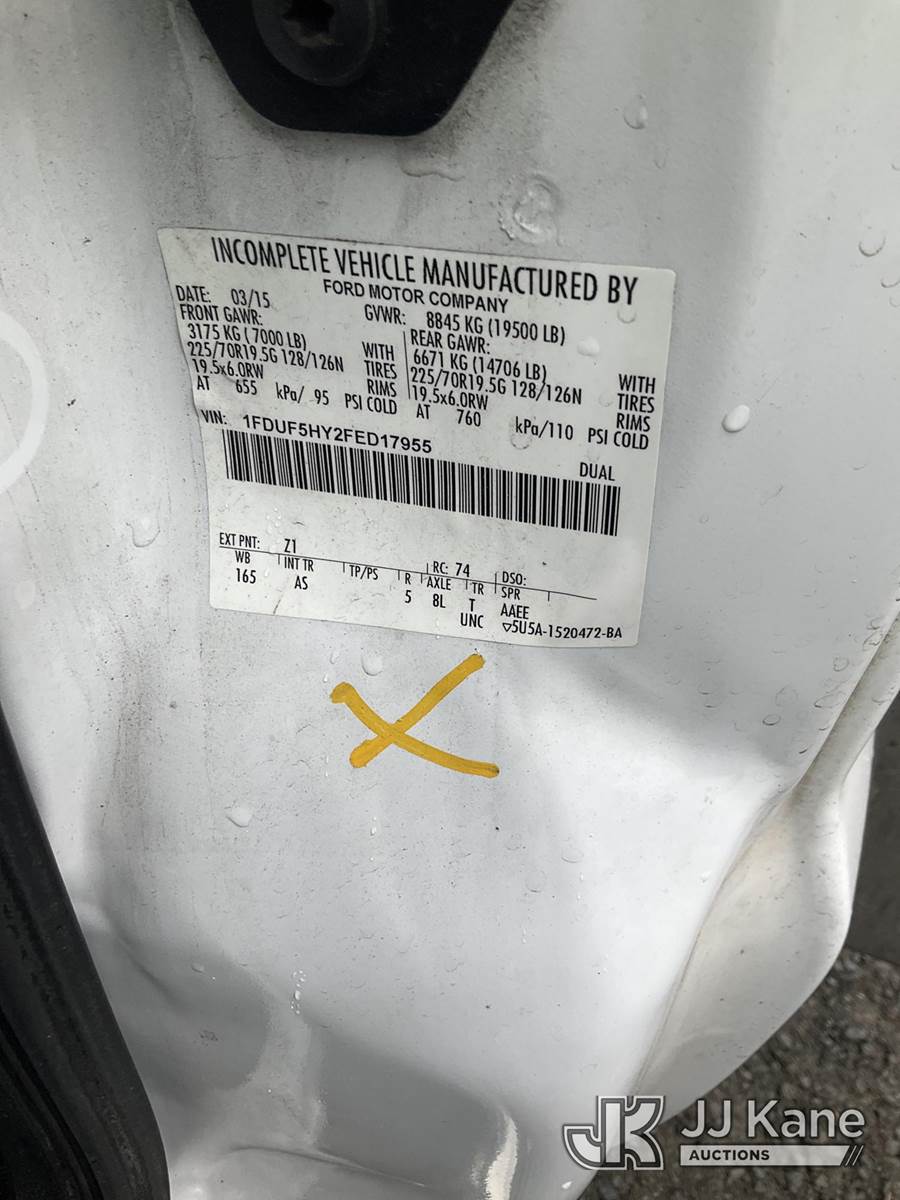 INCOMPLETE VEHICLE MANUFACTURED BY
FORD MOTOR COMPANY
DATE: 03/15 GVWR: 8845 KG (19500 LB)
FRONT GAWR: REAR GAWR:
3175 KG (7000 LB) WITH 6671 KG (14706 LB) WITH
225/70R19.5G 128/126N TIRES 225/70R19.5G 128/126N TIRES
19.5x6.0RW RIMS 19.5x6.0RW RIMS
AT 655 kPa/ 95 PSI COLD AT 760 kPa/110 PSI COLD
VIN: 1FDUF5HY2FED17955
DUAL
EXT PNT: Z1 RC: 74 DSO:
WB INT TR TP/PS R AXLE TR SPR
165 AS 5 8L T AAEE
UNC ▽5U5A-1520472-BA
JK JJ Kane
AUCTIONS